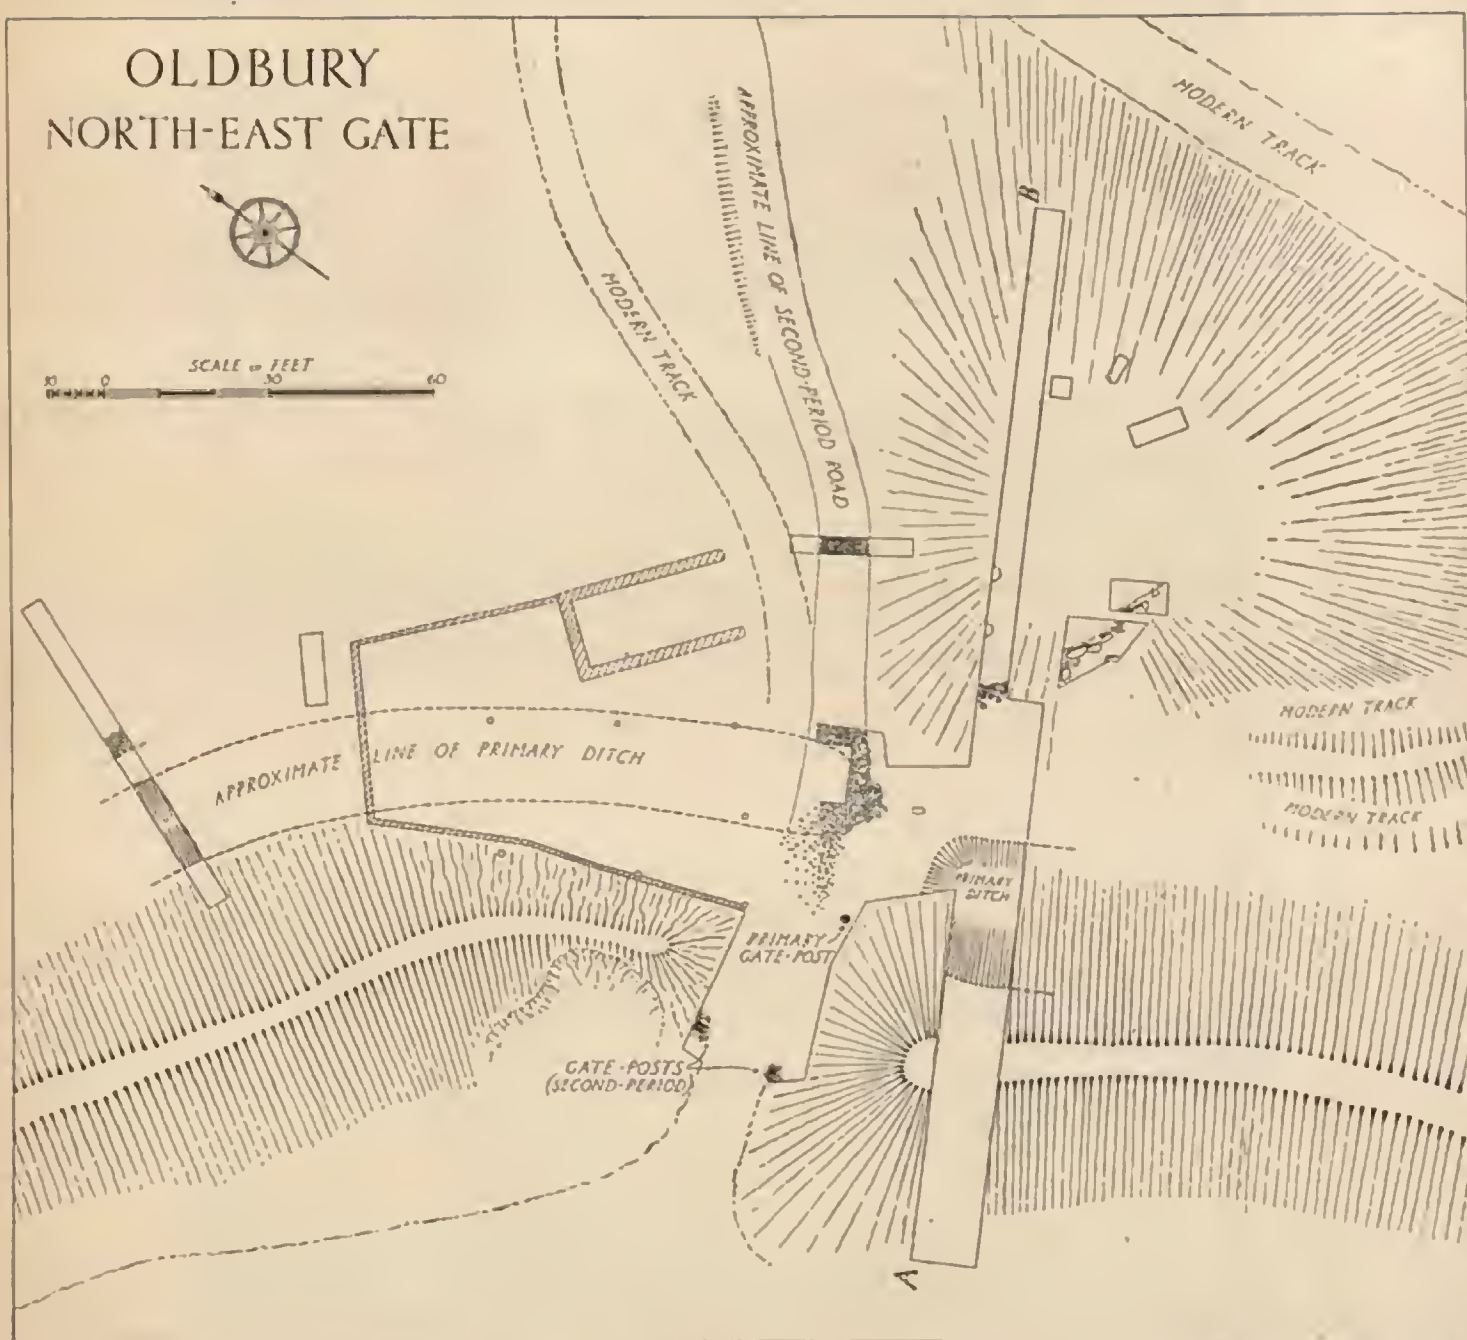 OLDBURY
NORTH-EAST GATE
SCALE OF FEET
10 0 30 60
MODERN TRACK
APPROXIMATE LINE OF SECOND-PERIOD ROAD
B
MODERN TRACK
APPROXIMATE LINE OF PRIMARY DITCH
MODERN TRACK
MODERN TRACK
PRIMARY
DITCH
PRIMARY
GATE-POST
GATE-POSTS
(SECOND-PERIOD)
A